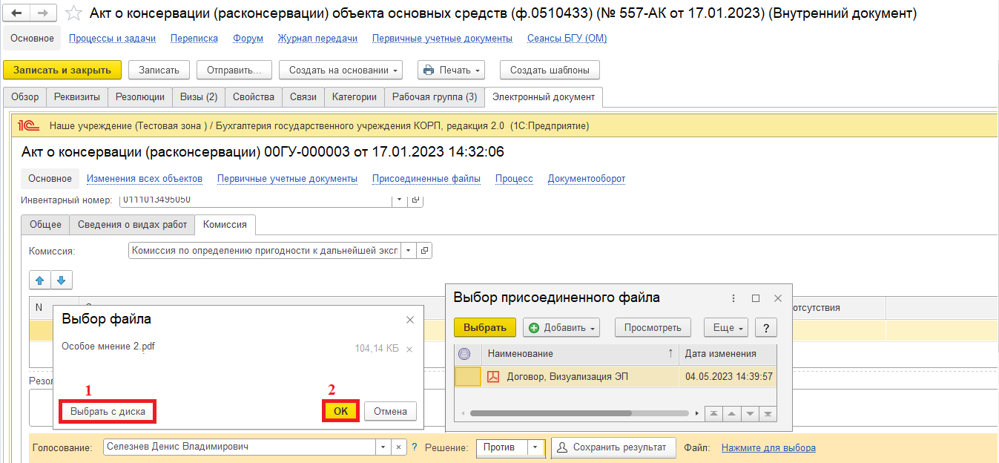 Акт о консервации (расконсервации) объекта основных средств (ф.0510433) (№ 557-АК от 17.01.2023) (Внутренний документ)
Основное Процессы и задачи Переписка Форум Журнал передачи Первичные учетные документы Сеансы БГУ (ОМ)
Записать и закрыть Записать Отправить... Создать на основании Печать Создать шаблоны
Обзор Реквизиты Резолюции Визы (2) Свойства Связи Категории Рабочая группа (3) Электронный документ
1С Наше учреждение (Тестовая зона ) / Бухгалтерия государственного учреждения КОРП, редакция 2.0 (1С:Предприятие)
Акт о консервации (расконсервации) 00ГУ-000003 от 17.01.2023 14:32:06
Основное Изменения всех объектов Первичные учетные документы Присоединенные файлы Процесс Документооборот
Инвентарный номер: 0111013495050
Общее Сведения о видах работ Комиссия
Комиссия: Комиссия по определению пригодности к дальнейшей эксп
N отсутствия
Выбор файла
Особое мнение 2.pdf 104,14 КБ
1 2
Выбрать с диска OK Отмена
Резол
Выбор присоединенного файла
Выбрать Добавить Просмотреть Еще ?
Наименование Дата изменения
Договор, Визуализация ЭП 04.05.2023 14:39:57
Голосование: Селезнев Денис Владимирович ? Решение: Против Сохранить результат Файл: Нажмите для выбора